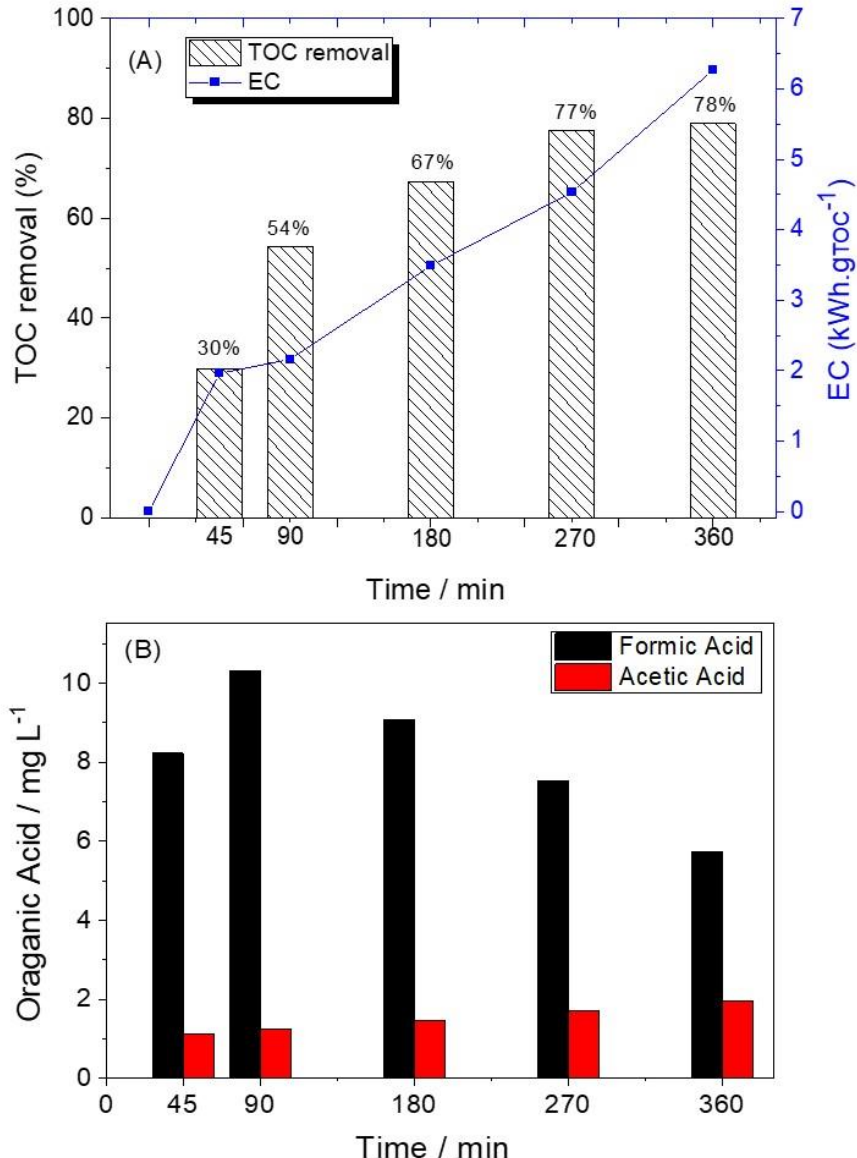 (A)
TOC removal
EC
TOC removal (%)
100
80
60
40
20
0
30%
54%
67%
77%
78%
7
6
5
4
3
2
1
0
EC (kWh.gTOC-1)
45 90 180 270 360
Time / min
(B)
Formic Acid
Acetic Acid
Oraganic Acid / mg L-1
10
8
6
4
2
0
0 45 90 180 270 360
Time / min